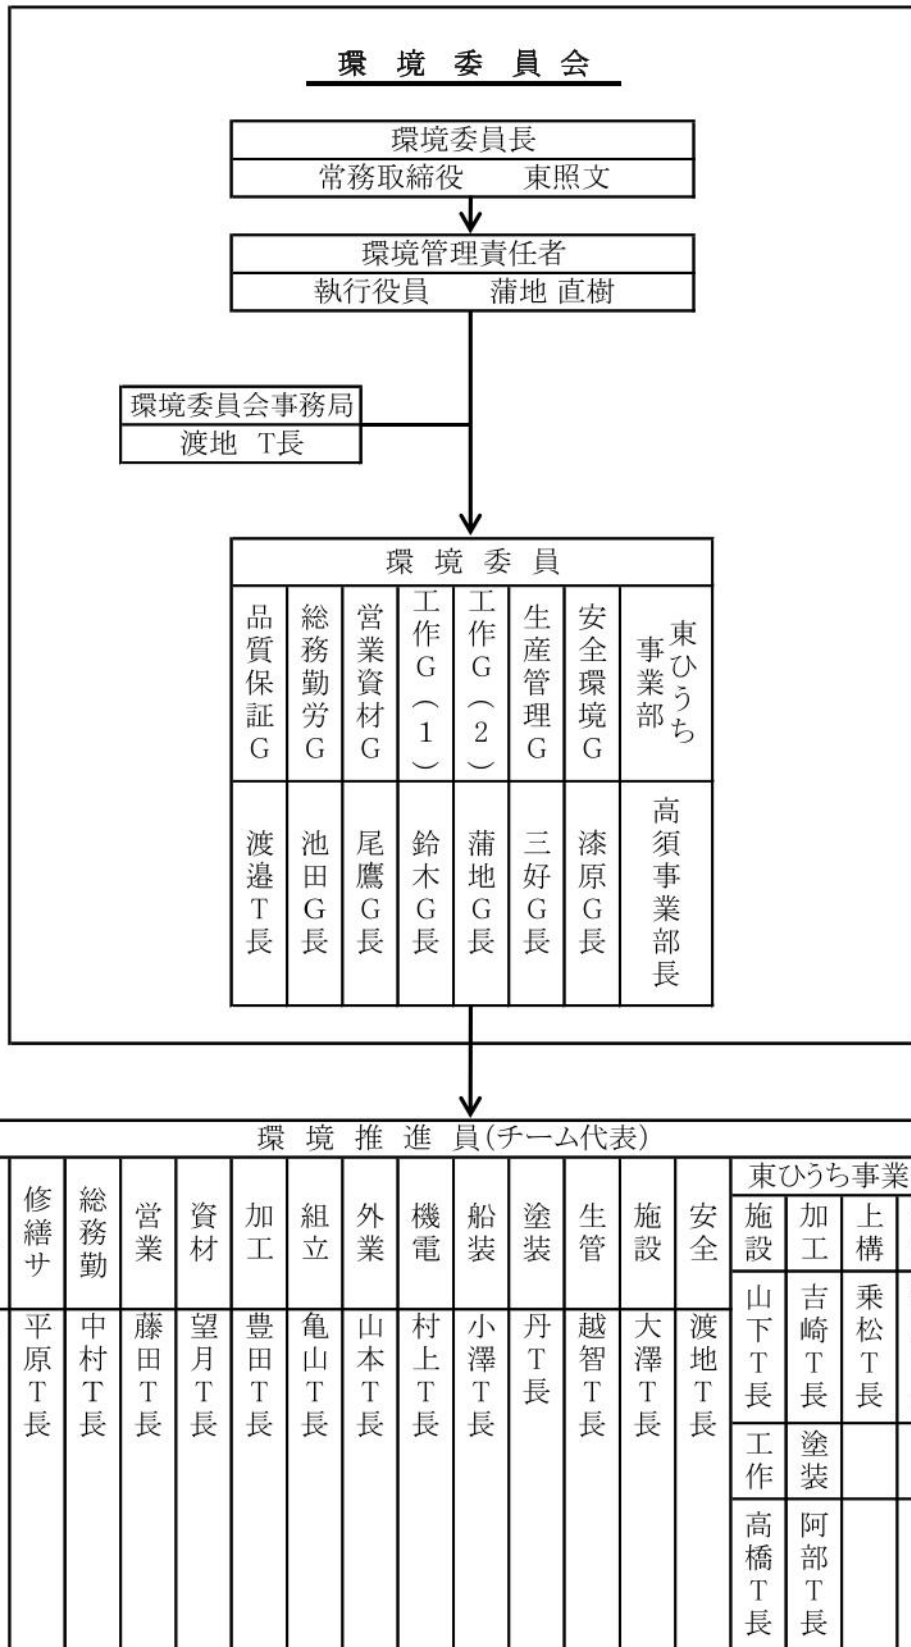 環境委員会
環境委員長
常務取締役 東照文
環境管理責任者
執行役員 蒲地 直樹
環境委員会事務局
渡地 T長
環境委員
品質保証G
総務勤労G
営業資材G
工作G(1)
工作G(2)
生産管理G
安全環境G
東ひうち
事業部
渡邉T長
池田G長
尾鷹G長
鈴木G長
蒲地G長
三好G長
漆原G長
高須事業部長
環境推進員(チーム代表)
修繕サ
総務勤
営業
資材
加工
組立
外業
機電
船装
塗装
生管
施設
安全
東ひうち事業
施設
加工
上構
平原T長
中村T長
藤田T長
望月T長
豊田T長
亀山T長
山本T長
村上T長
小澤T長
丹T長
越智T長
大澤T長
渡地T長
山下T長
吉崎T長
乗松T長
工作
塗装
高橋T長
阿部T長